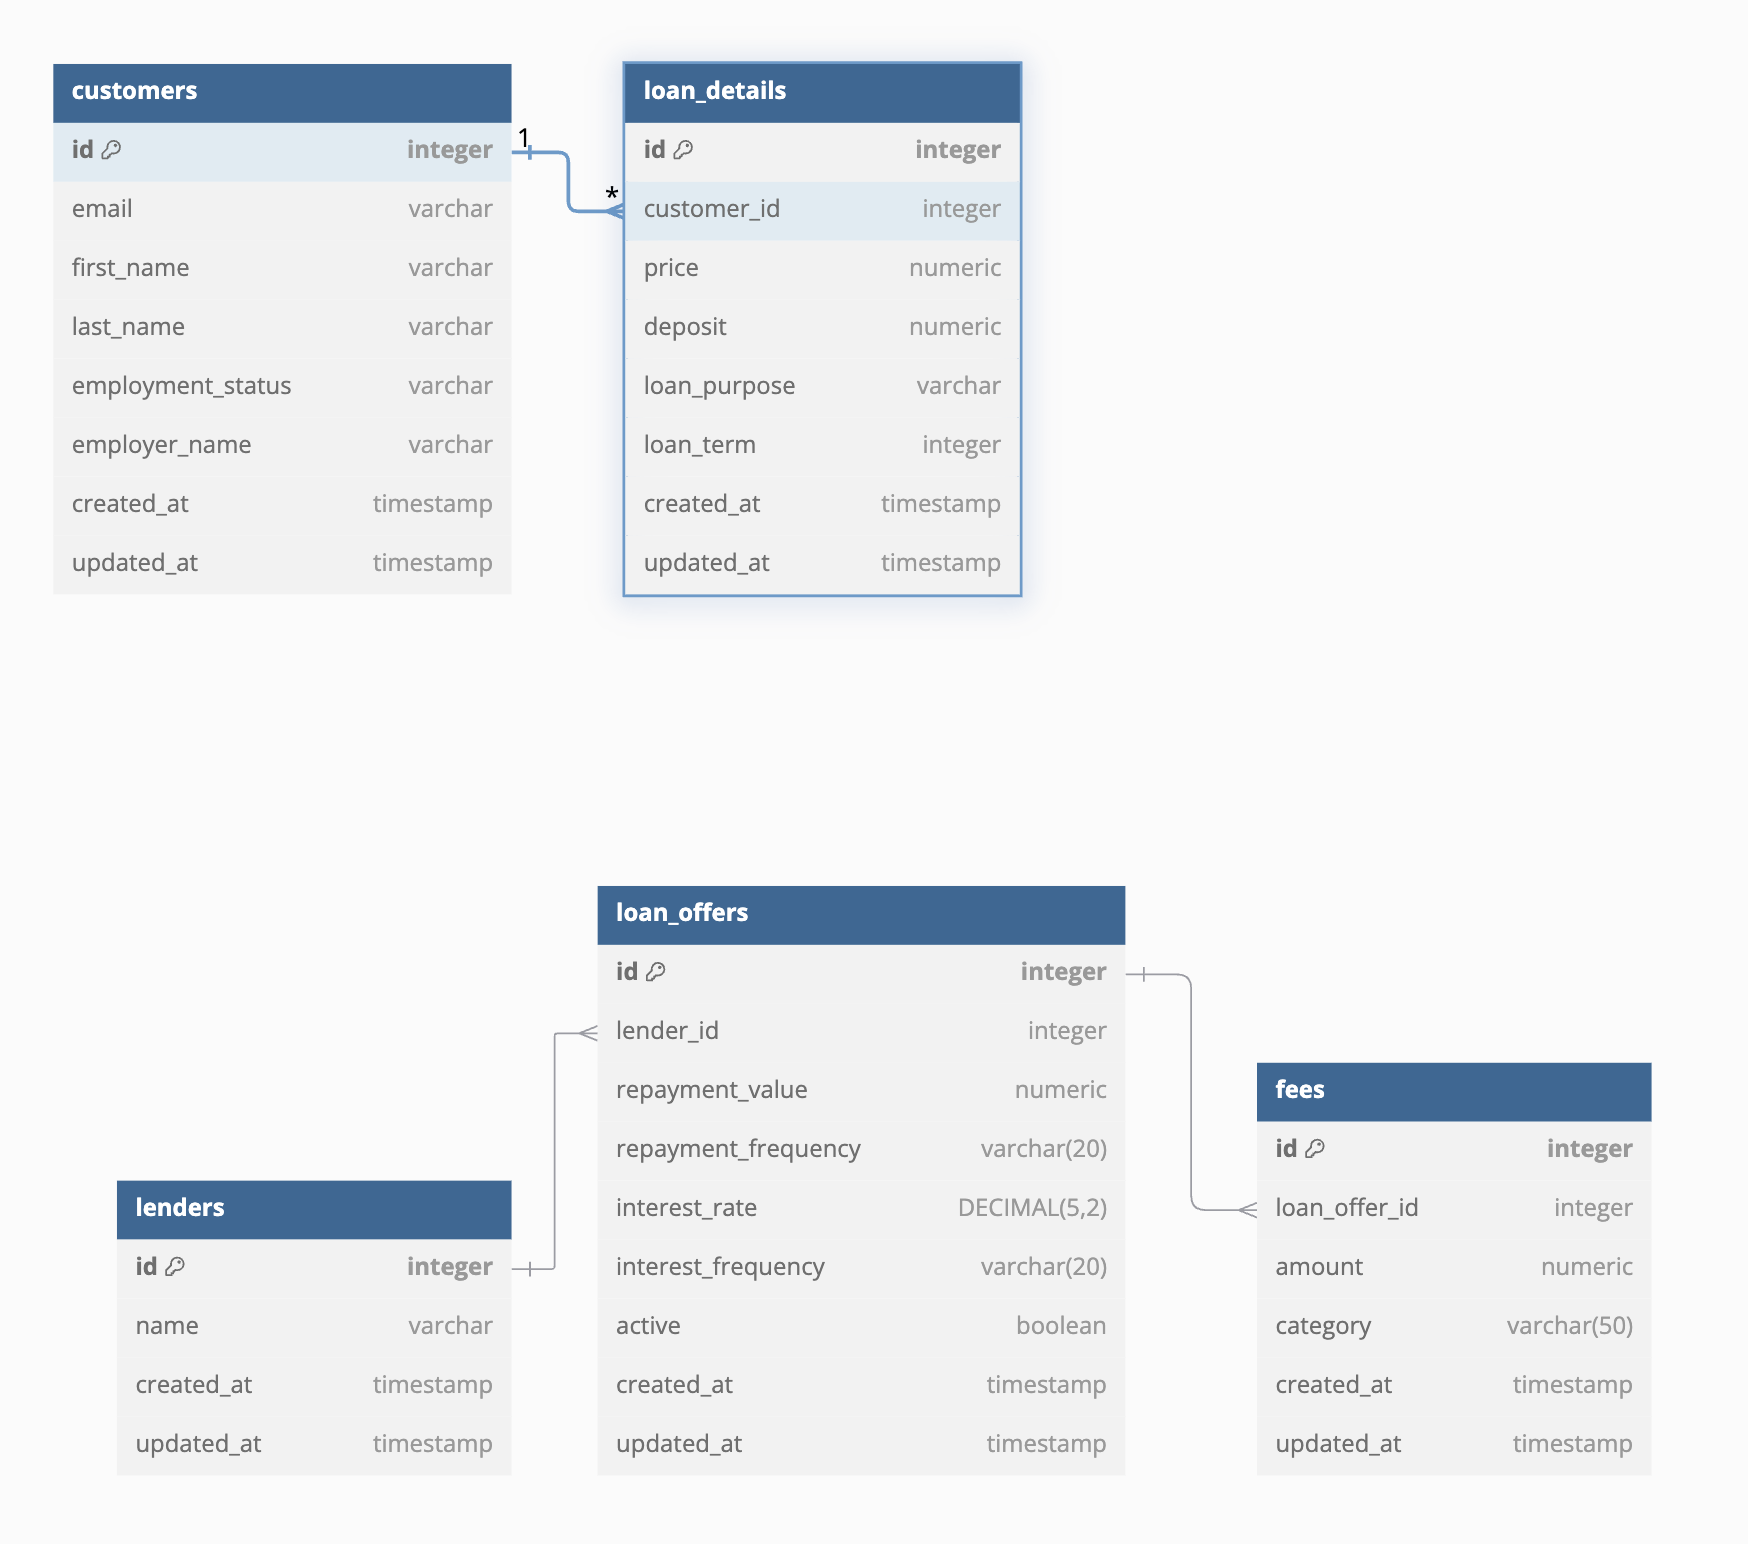 customers
id integer
email varchar
first_name varchar
last_name varchar
employment_status varchar
employer_name varchar
created_at timestamp
updated_at timestamp
1
*
loan_details
id integer
customer_id integer
price numeric
deposit numeric
loan_purpose varchar
loan_term integer
created_at timestamp
updated_at timestamp
loan_offers
id integer
lender_id integer
repayment_value numeric
repayment_frequency varchar(20)
interest_rate DECIMAL(5,2)
interest_frequency varchar(20)
active boolean
created_at timestamp
updated_at timestamp
lenders
id integer
name varchar
created_at timestamp
updated_at timestamp
fees
id integer
loan_offer_id integer
amount numeric
category varchar(50)
created_at timestamp
updated_at timestamp